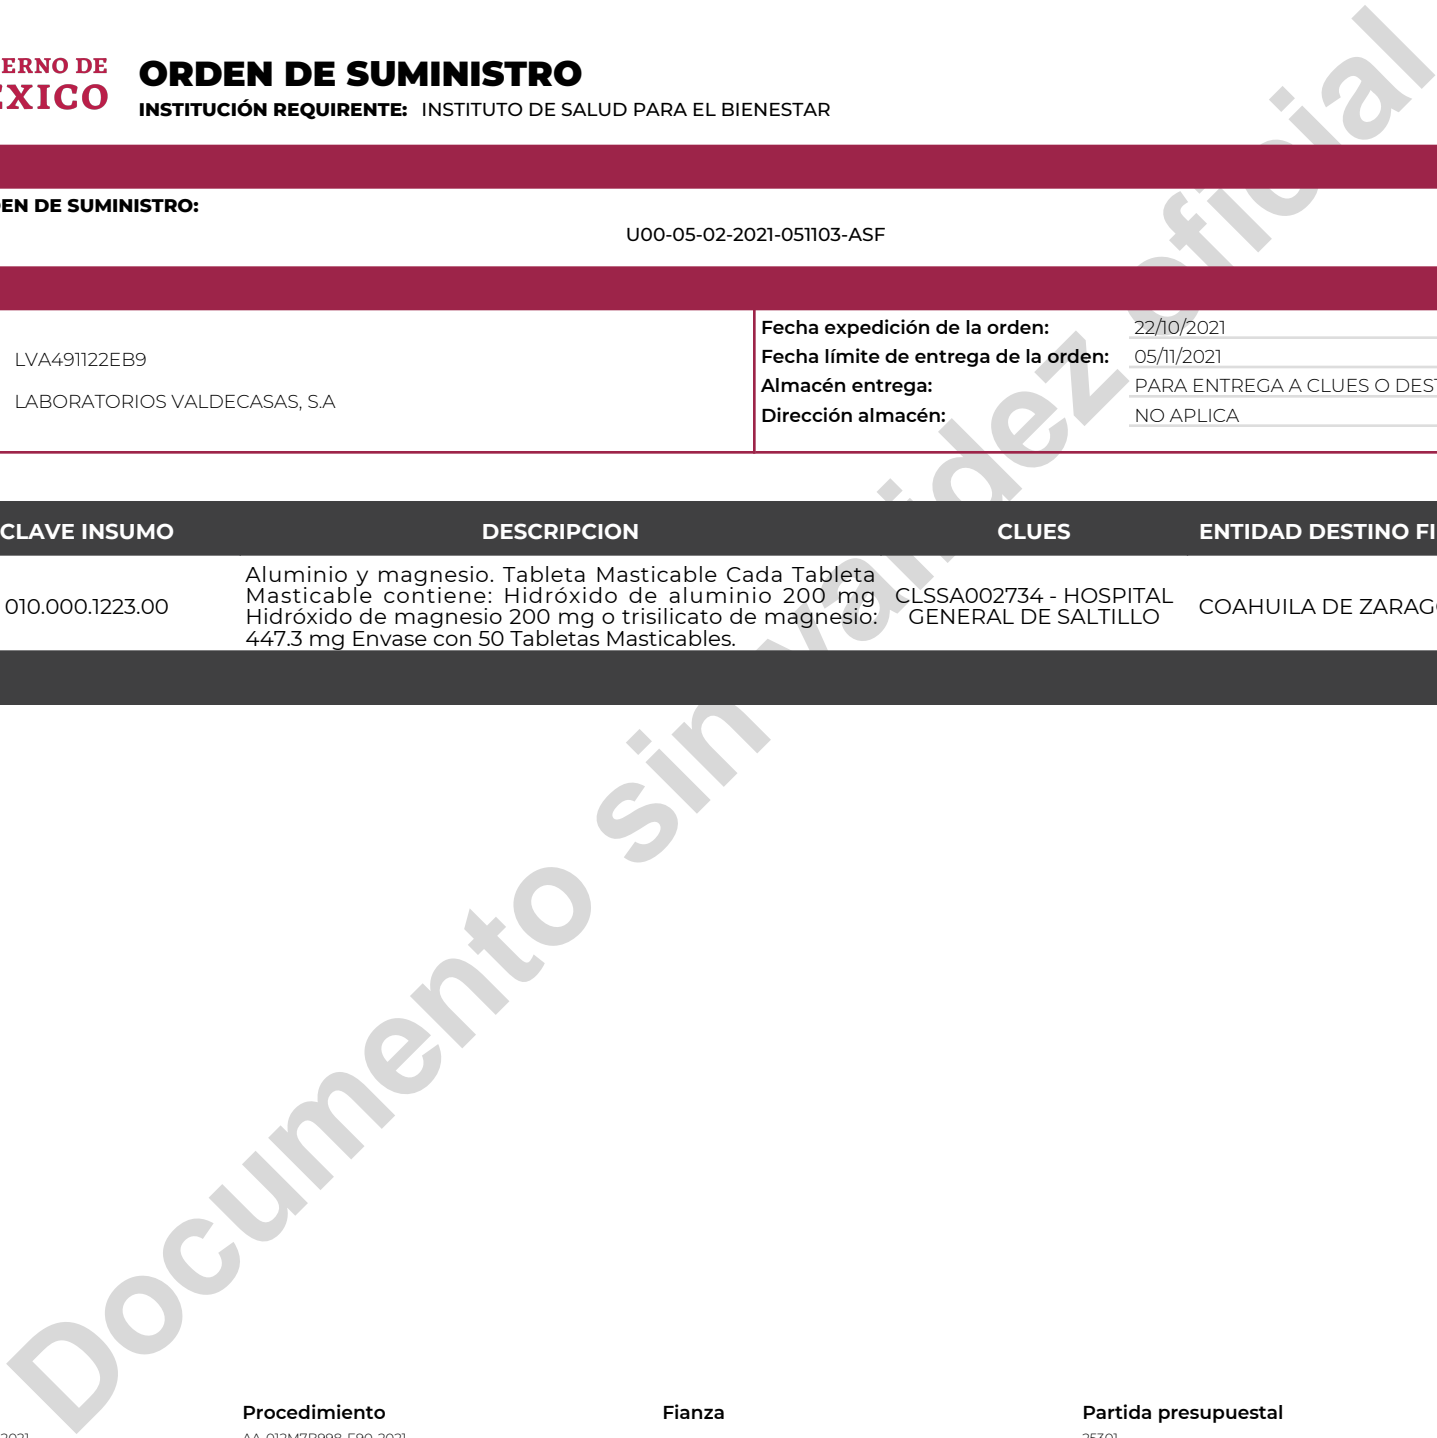 ERNO DE
ORDEN DE SUMINISTRO
EXICO
INSTITUCIÓN REQUIRENTE: INSTITUTO DE SALUD PARA EL BIENESTAR
EN DE SUMINISTRO:
U00-05-02-2021-051103-ASF
LVA491122EB9
LABORATORIOS VALDECASAS, S.A
Fecha expedición de la orden: 22/10/2021
Fecha límite de entrega de la orden: 05/11/2021
Almacén entrega: PARA ENTREGA A CLUES O DEST
Dirección almacén: NO APLICA
CLAVE INSUMO DESCRIPCION CLUES ENTIDAD DESTINO FI
010.000.1223.00
Aluminio y magnesio. Tableta Masticable Cada Tableta
Masticable contiene: Hidróxido de aluminio 200 mg
Hidróxido de magnesio 200 mg o trisilicato de magnesio:
447.3 mg Envase con 50 Tabletas Masticables.
CLSSA002734 - HOSPITAL
GENERAL DE SALTILLO
COAHUILA DE ZARAG
Documento sin validez oficial
Procedimiento Fianza Partida presupuestal